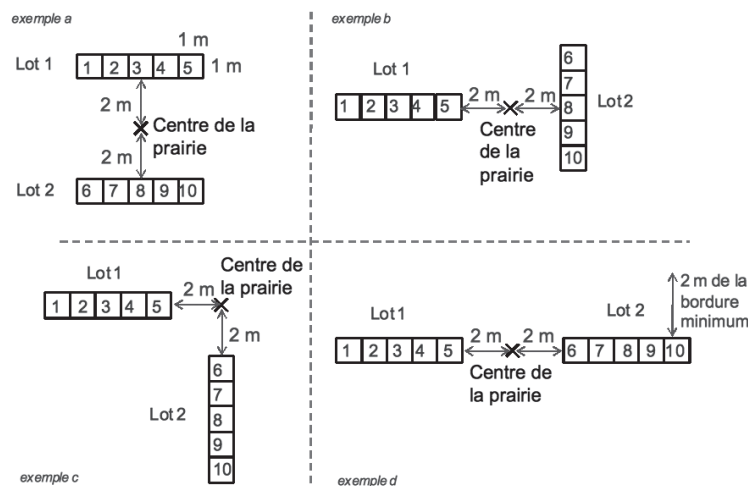 exemple a
1 m
Lot 1
1 2 3 4 5
1 m
2 m
Centre de la
prairie
2 m
Lot 2
6 7 8 9 10
exemple b
Lot 1
1 2 3 4 5
2 m
2 m
Centre
de la
prairie
6
7
8
9
10
Lot 2
Lot 1
1 2 3 4 5
2 m
Centre de
la prairie
2 m
Lot 2
6
7
8
9
10
exemple c
Lot 1
1 2 3 4 5
2 m
2 m
Centre de
la prairie
Lot 2
6 7 8 9 10
2 m de la
bordure
minimum
exemple d